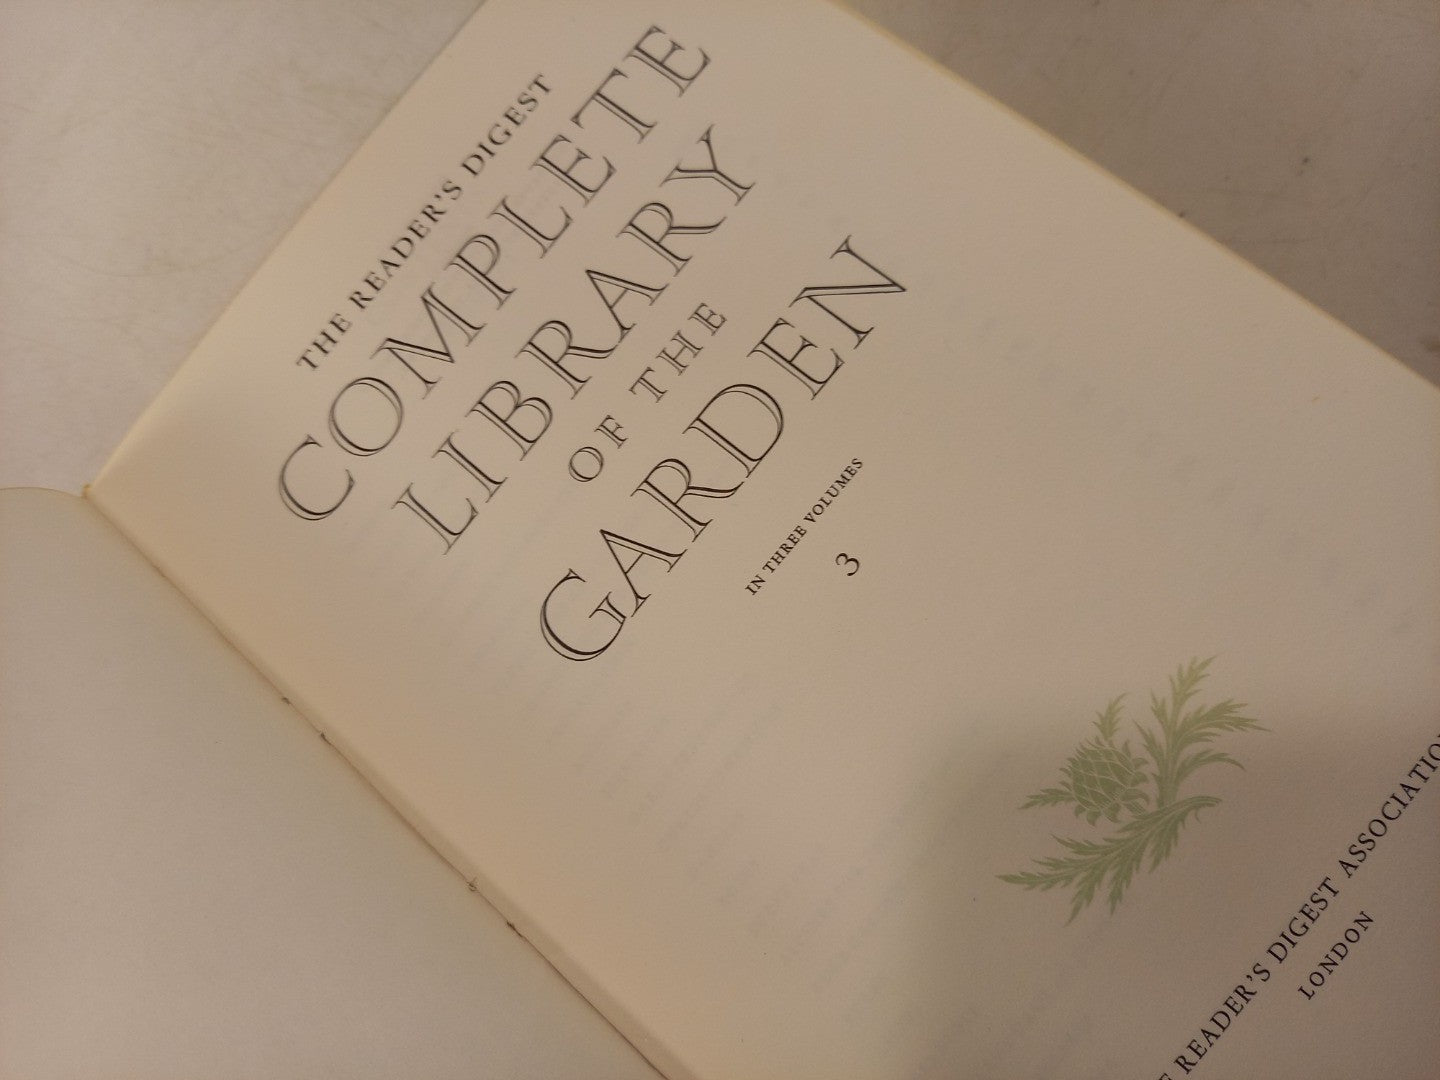 THE READER'S DIGEST
COMPLETE
LIBRARY
OF THE
GARDEN
IN THREE VOLUMES
3
READER'S DIGEST ASSOCIATION
LONDON